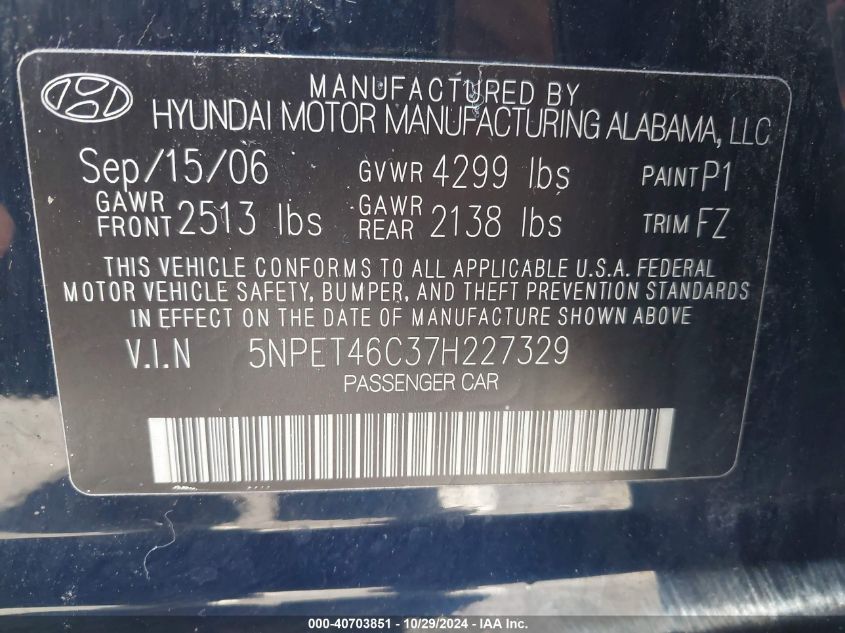 MANUFACTURED BY
HYUNDAI MOTOR MANUFACTURING ALABAMA, LLC
Sep/15/06 GVWR 4299 lbs PAINT P1
GAWR FRONT 2513 lbs GAWR REAR 2138 lbs TRIM FZ
THIS VEHICLE CONFORMS TO ALL APPLICABLE U.S.A. FEDERAL
MOTOR VEHICLE SAFETY, BUMPER, AND THEFT PREVENTION STANDARDS
IN EFFECT ON THE DATE OF MANUFACTURE SHOWN ABOVE
V.I.N 5NPET46C37H227329
PASSENGER CAR
000-40703851 - 10/29/2024 - IAA Inc.